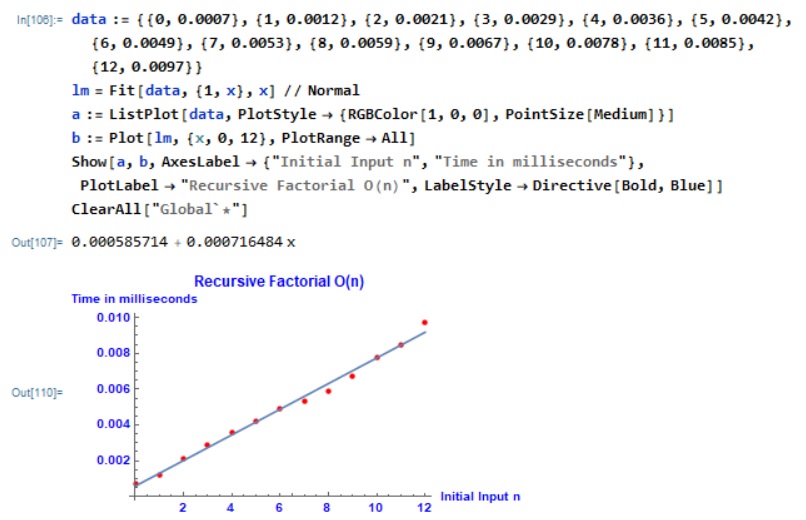 In[106]:= data := {{0, 0.0007}, {1, 0.0012}, {2, 0.0021}, {3, 0.0029}, {4, 0.0036}, {5, 0.0042},
{6, 0.0049}, {7, 0.0053}, {8, 0.0059}, {9, 0.0067}, {10, 0.0078}, {11, 0.0085},
{12, 0.0097}}
lm = Fit[data, {1, x}, x] // Normal
a := ListPlot[data, PlotStyle → {RGBColor[1, 0, 0], PointSize[Medium]}]
b := Plot[lm, {x, 0, 12}, PlotRange → All]
Show[a, b, AxesLabel → {"Initial Input n", "Time in milliseconds"},
PlotLabel → "Recursive Factorial O(n)", LabelStyle → Directive[Bold, Blue]]
ClearAll["Global`*"]
Out[107]= 0.000585714 + 0.000716484 x
Recursive Factorial O(n)
Time in milliseconds
0.010
0.008
0.006
Out[110]=
0.004
0.002
2 4 6 8 10 12
Initial Input n